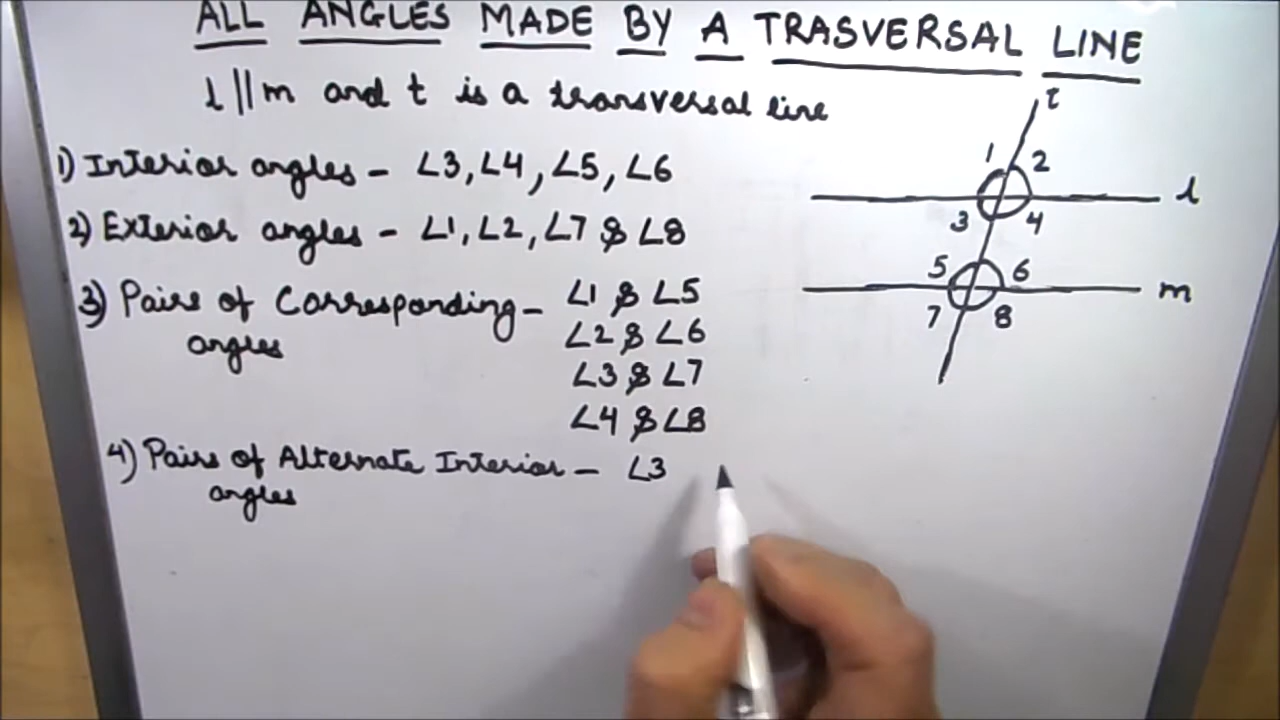 ALL ANGLES MADE BY A TRASVERSAL LINE
l || m and t is a transversal line
1) Interior angles - ∠3, ∠4, ∠5, ∠6
2) Exterior angles - ∠1, ∠2, ∠7 & ∠8
3) Pairs of Corresponding - ∠1 & ∠5
angles
∠2 & ∠6
∠3 & ∠7
∠4 & ∠8
4) Pairs of Alternate Interior - ∠3
angles
t
1 2
l
3 4
5 6
m
7 8